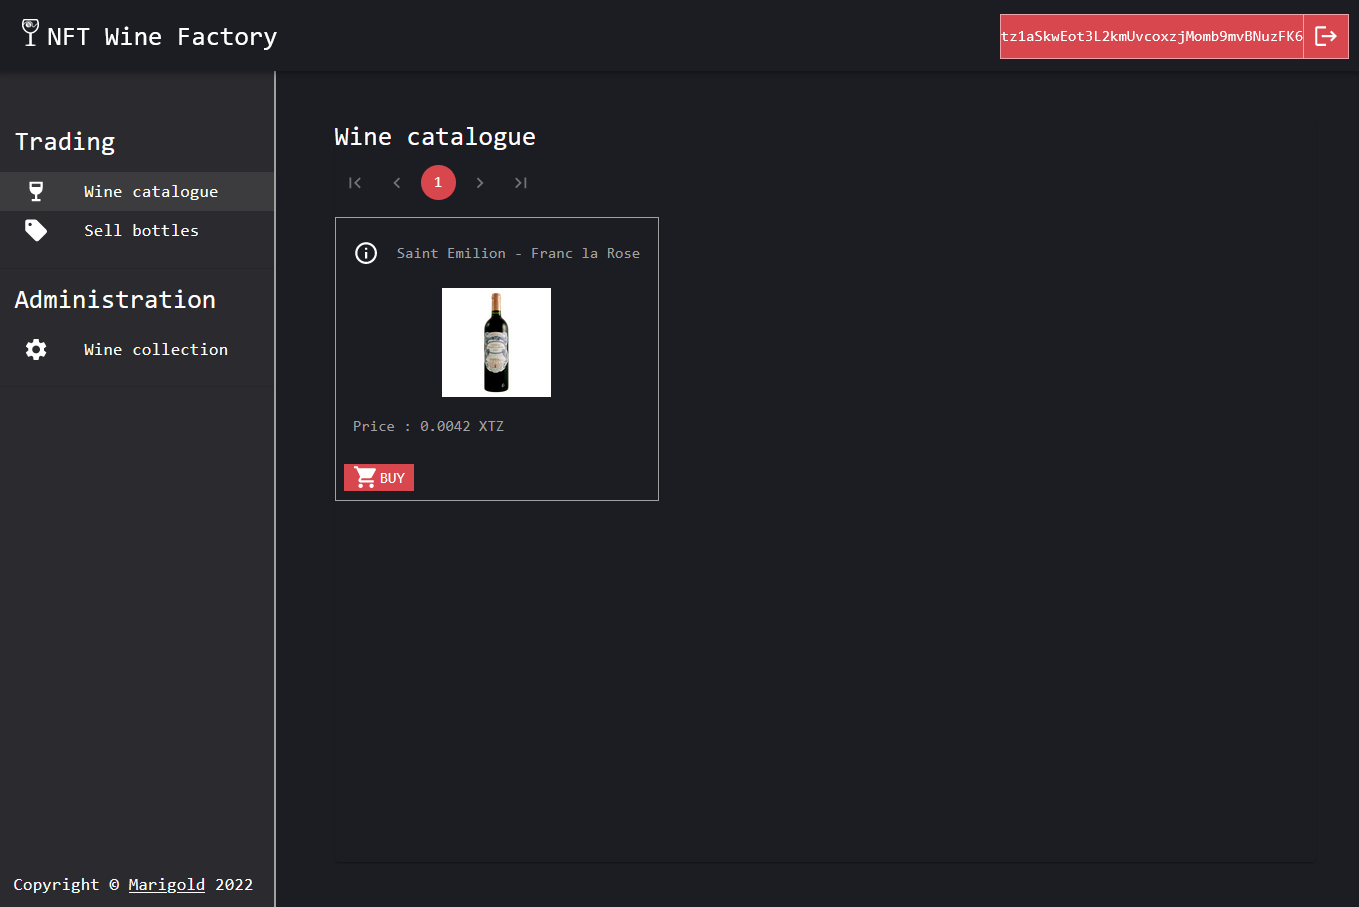 NFT Wine Factory
tz1aSkwEot3L2kmUvcoxzjMomb9mvBNuzFK6
Trading
Wine catalogue
Sell bottles
Administration
Wine collection
Copyright © Marigold 2022
Wine catalogue
1
Saint Emilion - Franc la Rose
Price : 0.0042 XTZ
BUY